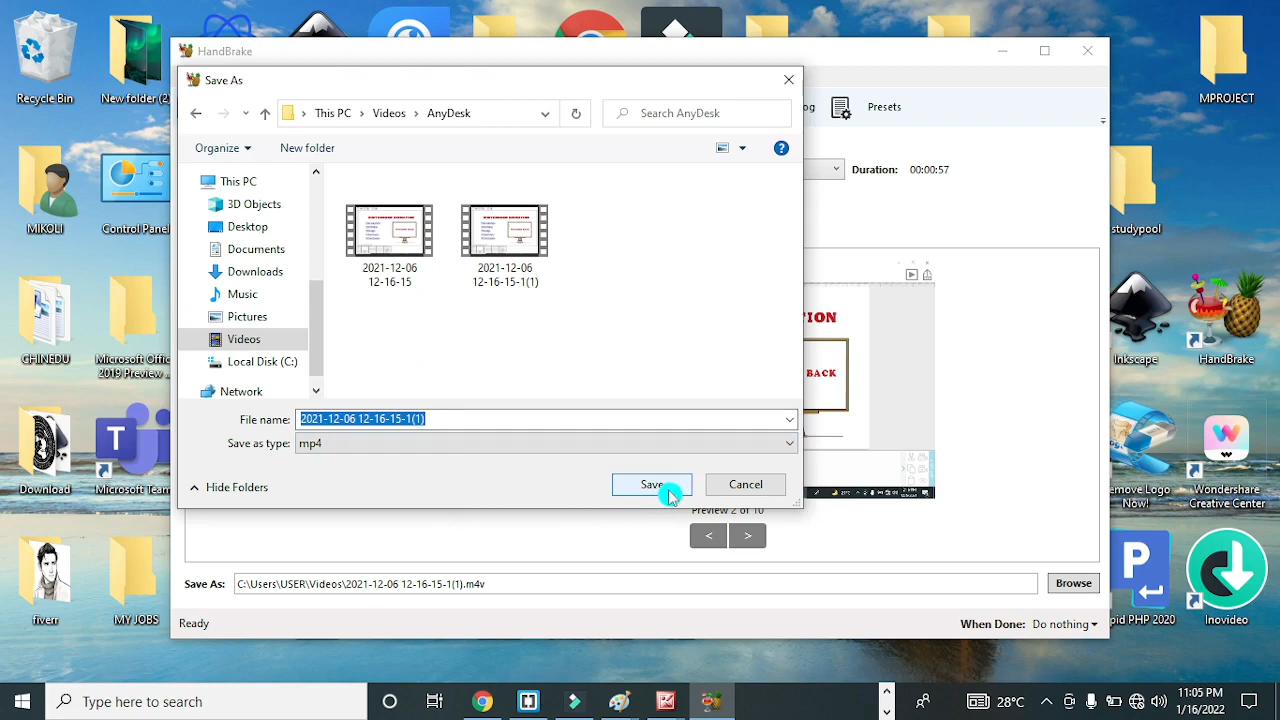 Recycle Bin
New folder (2)
MIKOLI
Control Panel
CHINEDU
Microsoft Offic
2019 Preview ...
Download
Microsoft Team
fiverr
MY JOBS
HandBrake
og
Presets
Duration: 00:00:57
TION
BACK
Preview 2 of 10
<
>
Save As: C:\Users\USER\Videos\2021-12-06 12-16-15-1(1).m4v
Browse
Ready
When Done: Do nothing
Save As
This PC > Videos > AnyDesk
Search AnyDesk
Organize
New folder
This PC
3D Objects
Desktop
Documents
Downloads
Music
Pictures
Videos
Local Disk (C:)
Network
2021-12-06
12-16-15
2021-12-06
12-16-15-1(1)
File name: 2021-12-06 12-16-15-1(1)
Save as type: mp4
Hide Folders
Save
Cancel
MPROJECT
studypool
Inkscape
HandBrake
emove Logo
Now!
Wondershare
Creative Center
pid PHP 2020
Inovideo
Type here to search
28°C
11:05 PM
1/16/2022